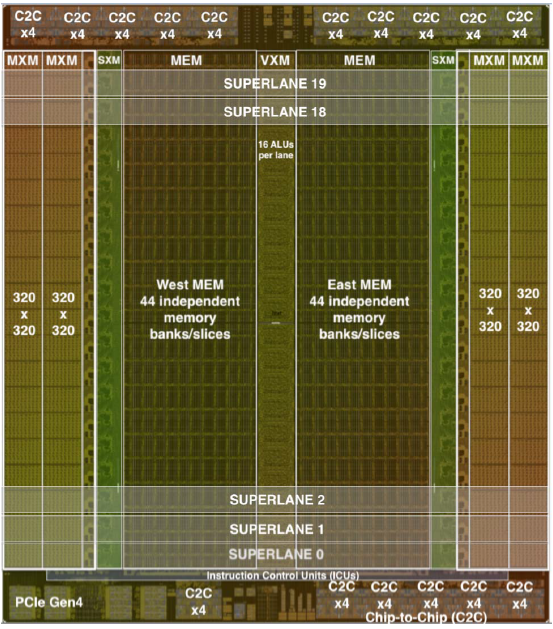 C2C C2C C2C C2C C2C C2C C2C C2C C2C C2C
x4 x4 x4 x4 x4 x4 x4 x4 x4 x4
MXM MXM SXM MEM VXM MEM SXM MXM MXM
SUPERLANE 19
SUPERLANE 18
16 ALUs
per lane
West MEM
44 independent
memory
banks/slices
East MEM
44 independent
memory
banks/slices
320
x
320
320
x
320
320
x
320
320
x
320
SUPERLANE 2
SUPERLANE 1
SUPERLANE 0
Instruction Control Units (ICUs)
PCIe Gen4
C2C
x4
C2C C2C C2C C2C C2C
x4 x4 x4 x4 x4
Chip-to-Chip (C2C)